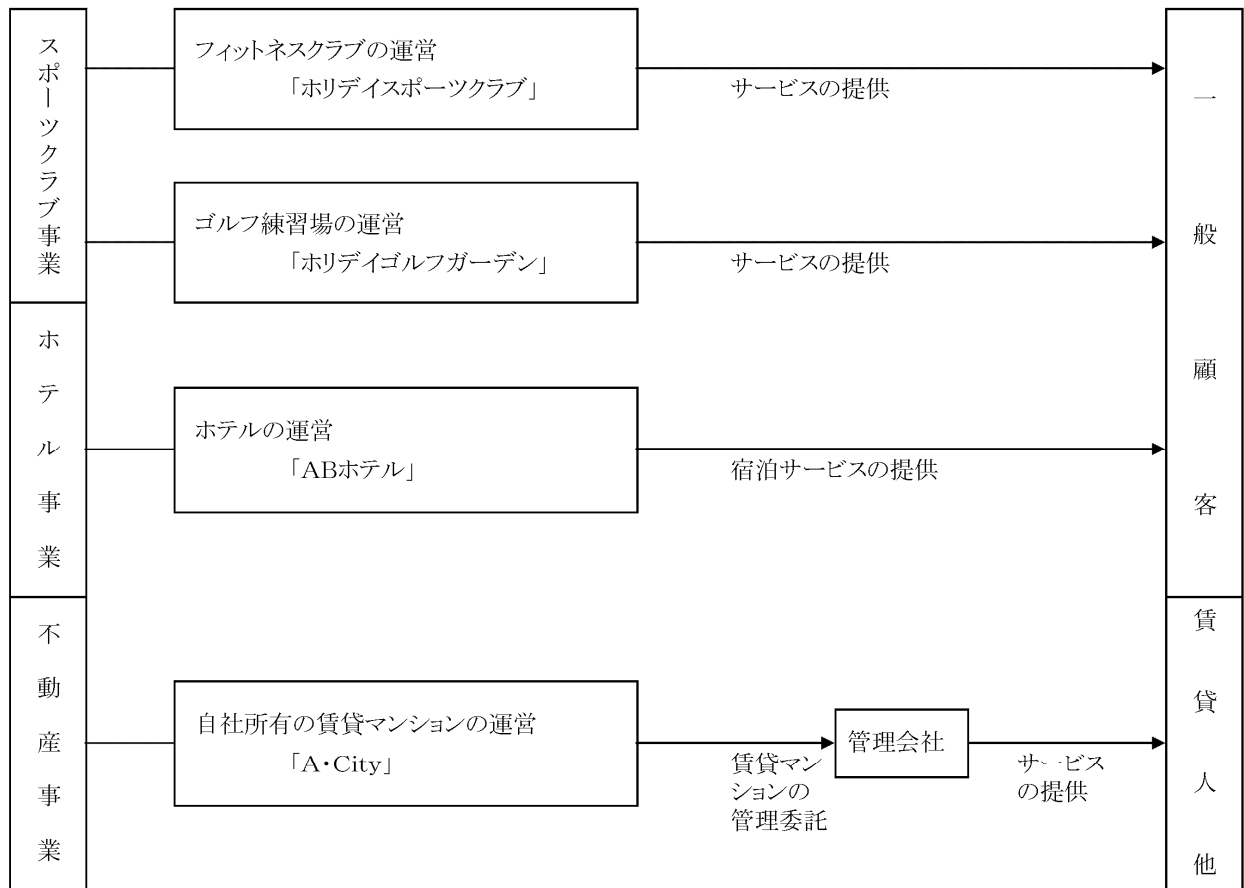 スポーツクラブ事業
フィットネスクラブの運営
「ホリデイスポーツクラブ」
サービスの提供
ゴルフ練習場の運営
「ホリデイゴルフガーデン」
サービスの提供
一般顧客
ホテル事業
ホテルの運営
「ABホテル」
宿泊サービスの提供
不動産事業
自社所有の賃貸マンションの運営
「A・City」
賃貸マン
ションの
管理委託
管理会社
サービス
の提供
賃貸人他